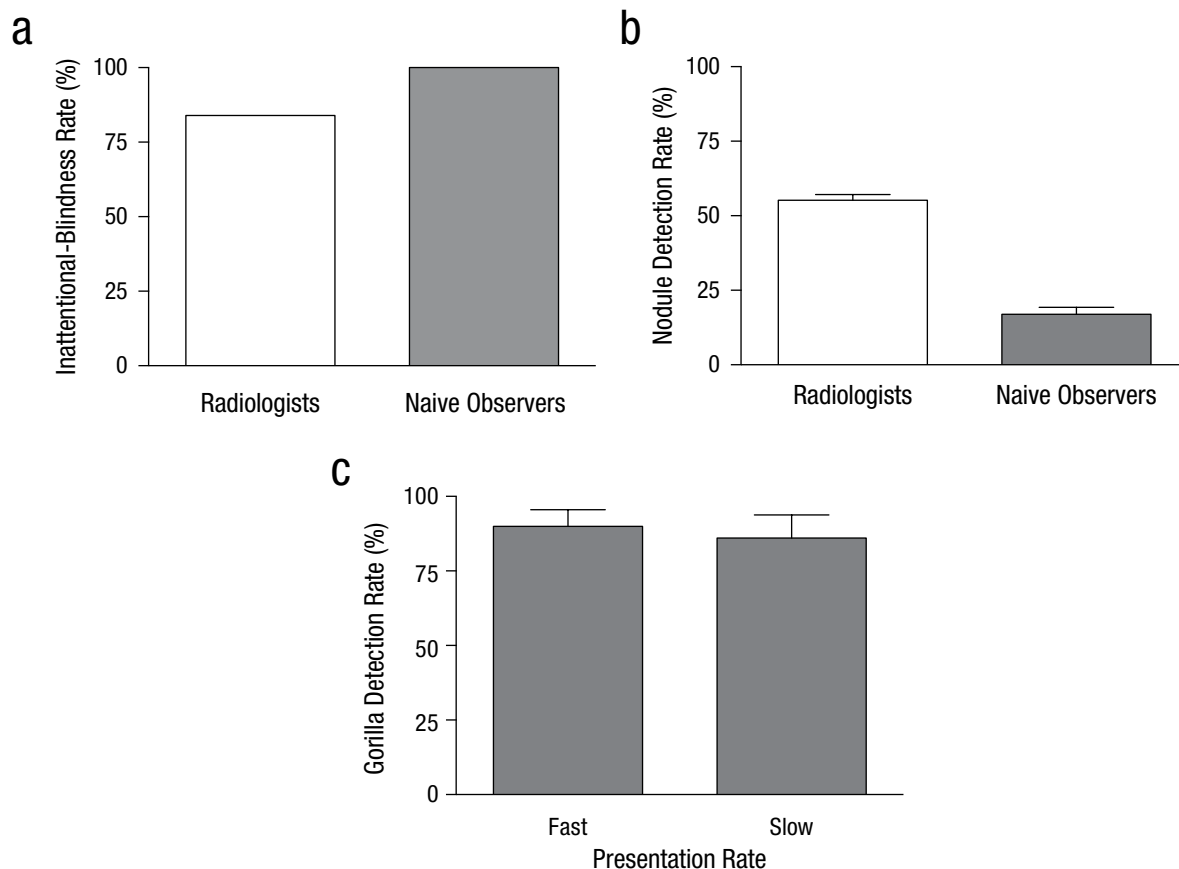 a
Inattentional-Blindness Rate (%)
100
75
50
25
0
Radiologists
Naive Observers
b
Nodule Detection Rate (%)
100
75
50
25
0
Radiologists
Naive Observers
c
Gorilla Detection Rate (%)
100
75
50
25
0
Fast
Slow
Presentation Rate